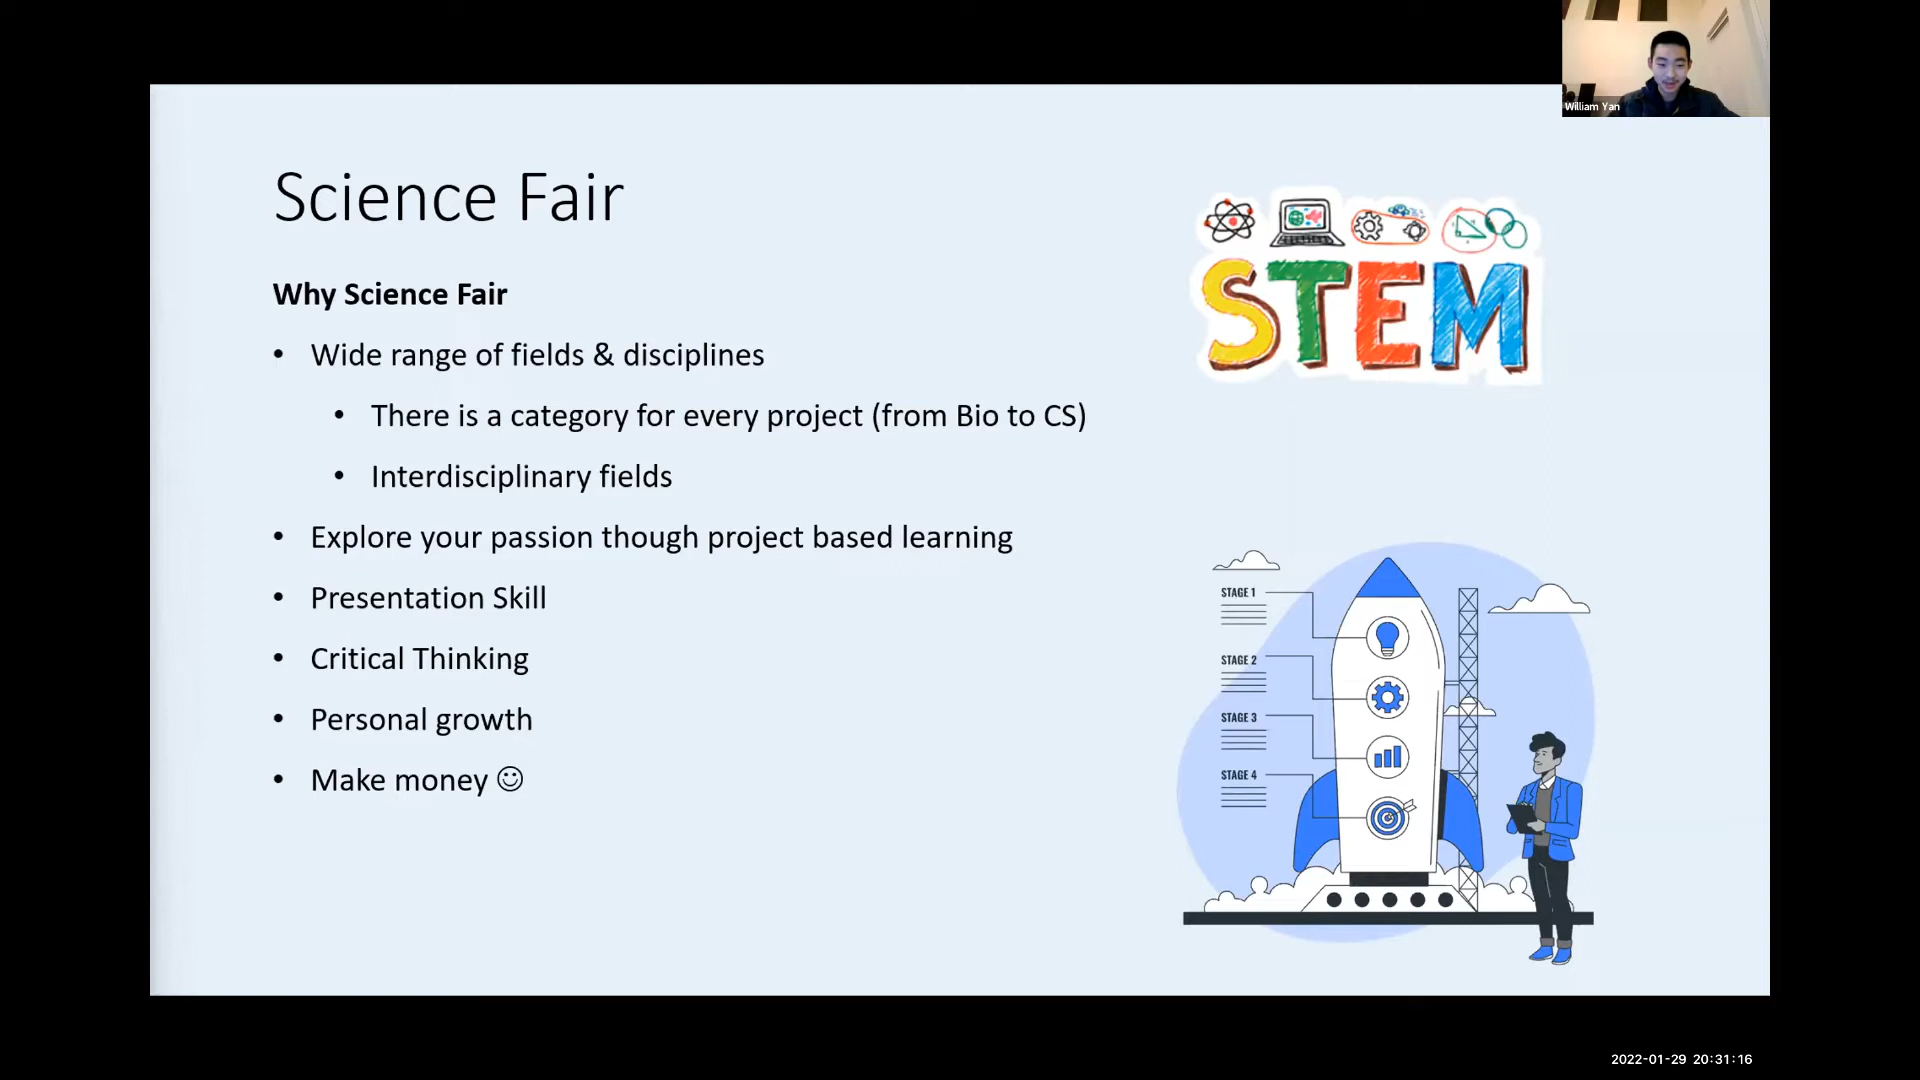 William Yan
Science Fair
STEM
Why Science Fair
• Wide range of fields & disciplines
• There is a category for every project (from Bio to CS)
• Interdisciplinary fields
• Explore your passion though project based learning
• Presentation Skill
• Critical Thinking
• Personal growth
• Make money ☺
STAGE 1
STAGE 2
STAGE 3
STAGE 4
2022-01-29 20:31:16